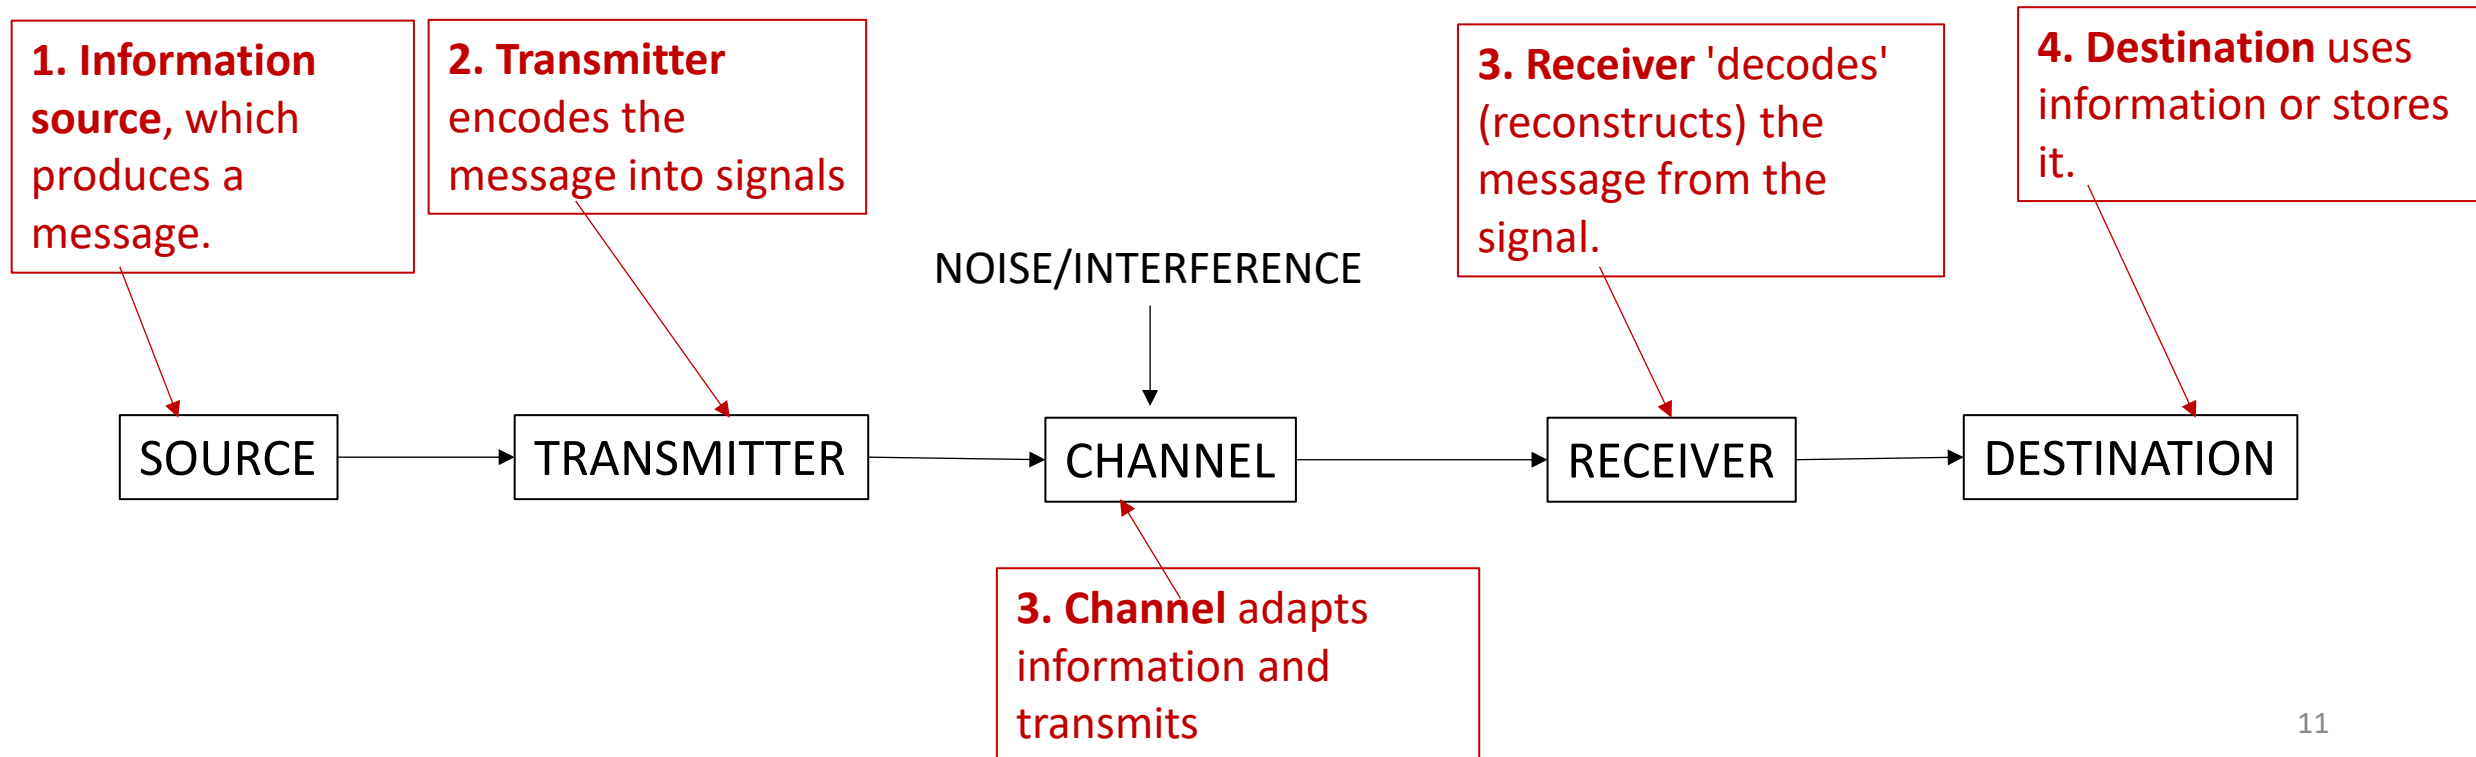 1. Information
source, which
produces a
message.
2. Transmitter
encodes the
message into signals
NOISE/INTERFERENCE
3. Receiver 'decodes'
(reconstructs) the
message from the
signal.
4. Destination uses
information or stores
it.
SOURCE
TRANSMITTER
CHANNEL
RECEIVER
DESTINATION
3. Channel adapts
information and
transmits
11